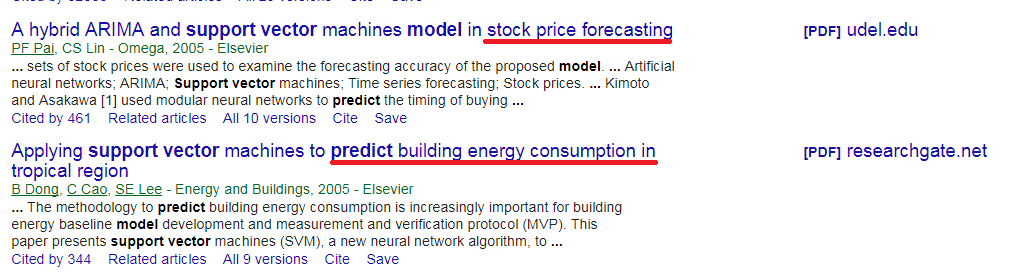 A hybrid ARIMA and support vector machines model in stock price forecasting
[PDF] udel.edu
PF Pai, CS Lin - Omega, 2005 - Elsevier
... sets of stock prices were used to examine the forecasting accuracy of the proposed model. ... Artificial
neural networks; ARIMA; Support vector machines; Time series forecasting; Stock prices. ... Kimoto
and Asakawa [1] used modular neural networks to predict the timing of buying ...
Cited by 461 Related articles All 10 versions Cite Save
Applying support vector machines to predict building energy consumption in
[PDF] researchgate.net
tropical region
B Dong, C Cao, SE Lee - Energy and Buildings, 2005 - Elsevier
... The methodology to predict building energy consumption is increasingly important for building
energy baseline model development and measurement and verification protocol (MVP). This
paper presents support vector machines (SVM), a new neural network algorithm, to ...
Cited by 344 Related articles All 9 versions Cite Save